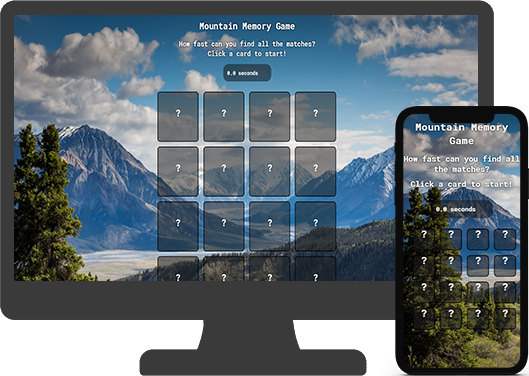 Mountain Memory Game
How fast can you find all the matches?
Click a card to start!
0.0 seconds
? ? ? ?
? ? ? ?
? ? ? ?
? ? ? ?
Mountain Memory
Game
How fast can you find all
the matches?
Click a card to start!
0.0 seconds
? ? ? ?
? ? ? ?
? ? ? ?
? ? ? ?